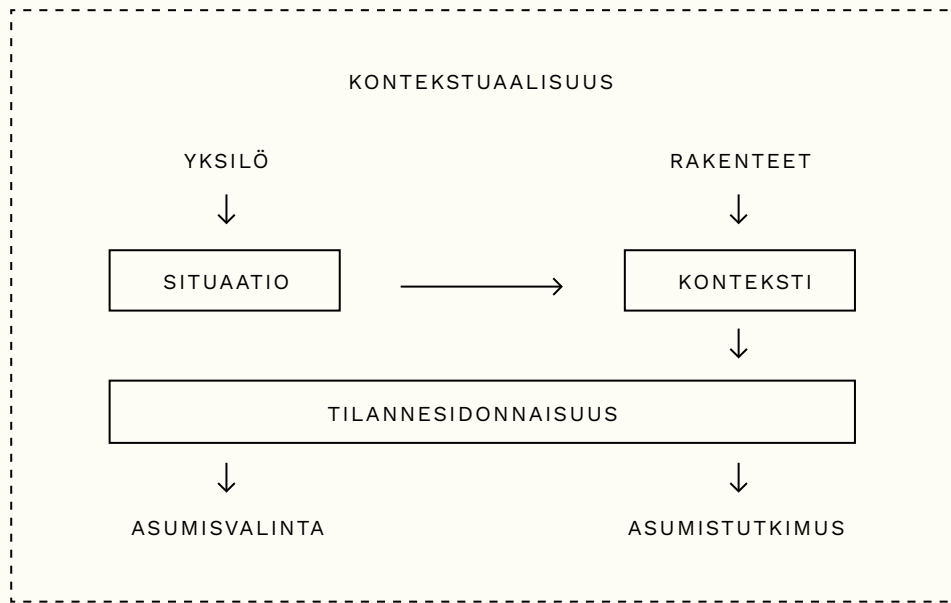 KONTEKSTUAALISUUS
YKSILÖ
RAKENTEET
SITUAATIO
KONTEKSTI
TILANNESIDONNAISUUS
ASUMISVALINTA
ASUMISTUTKIMUS